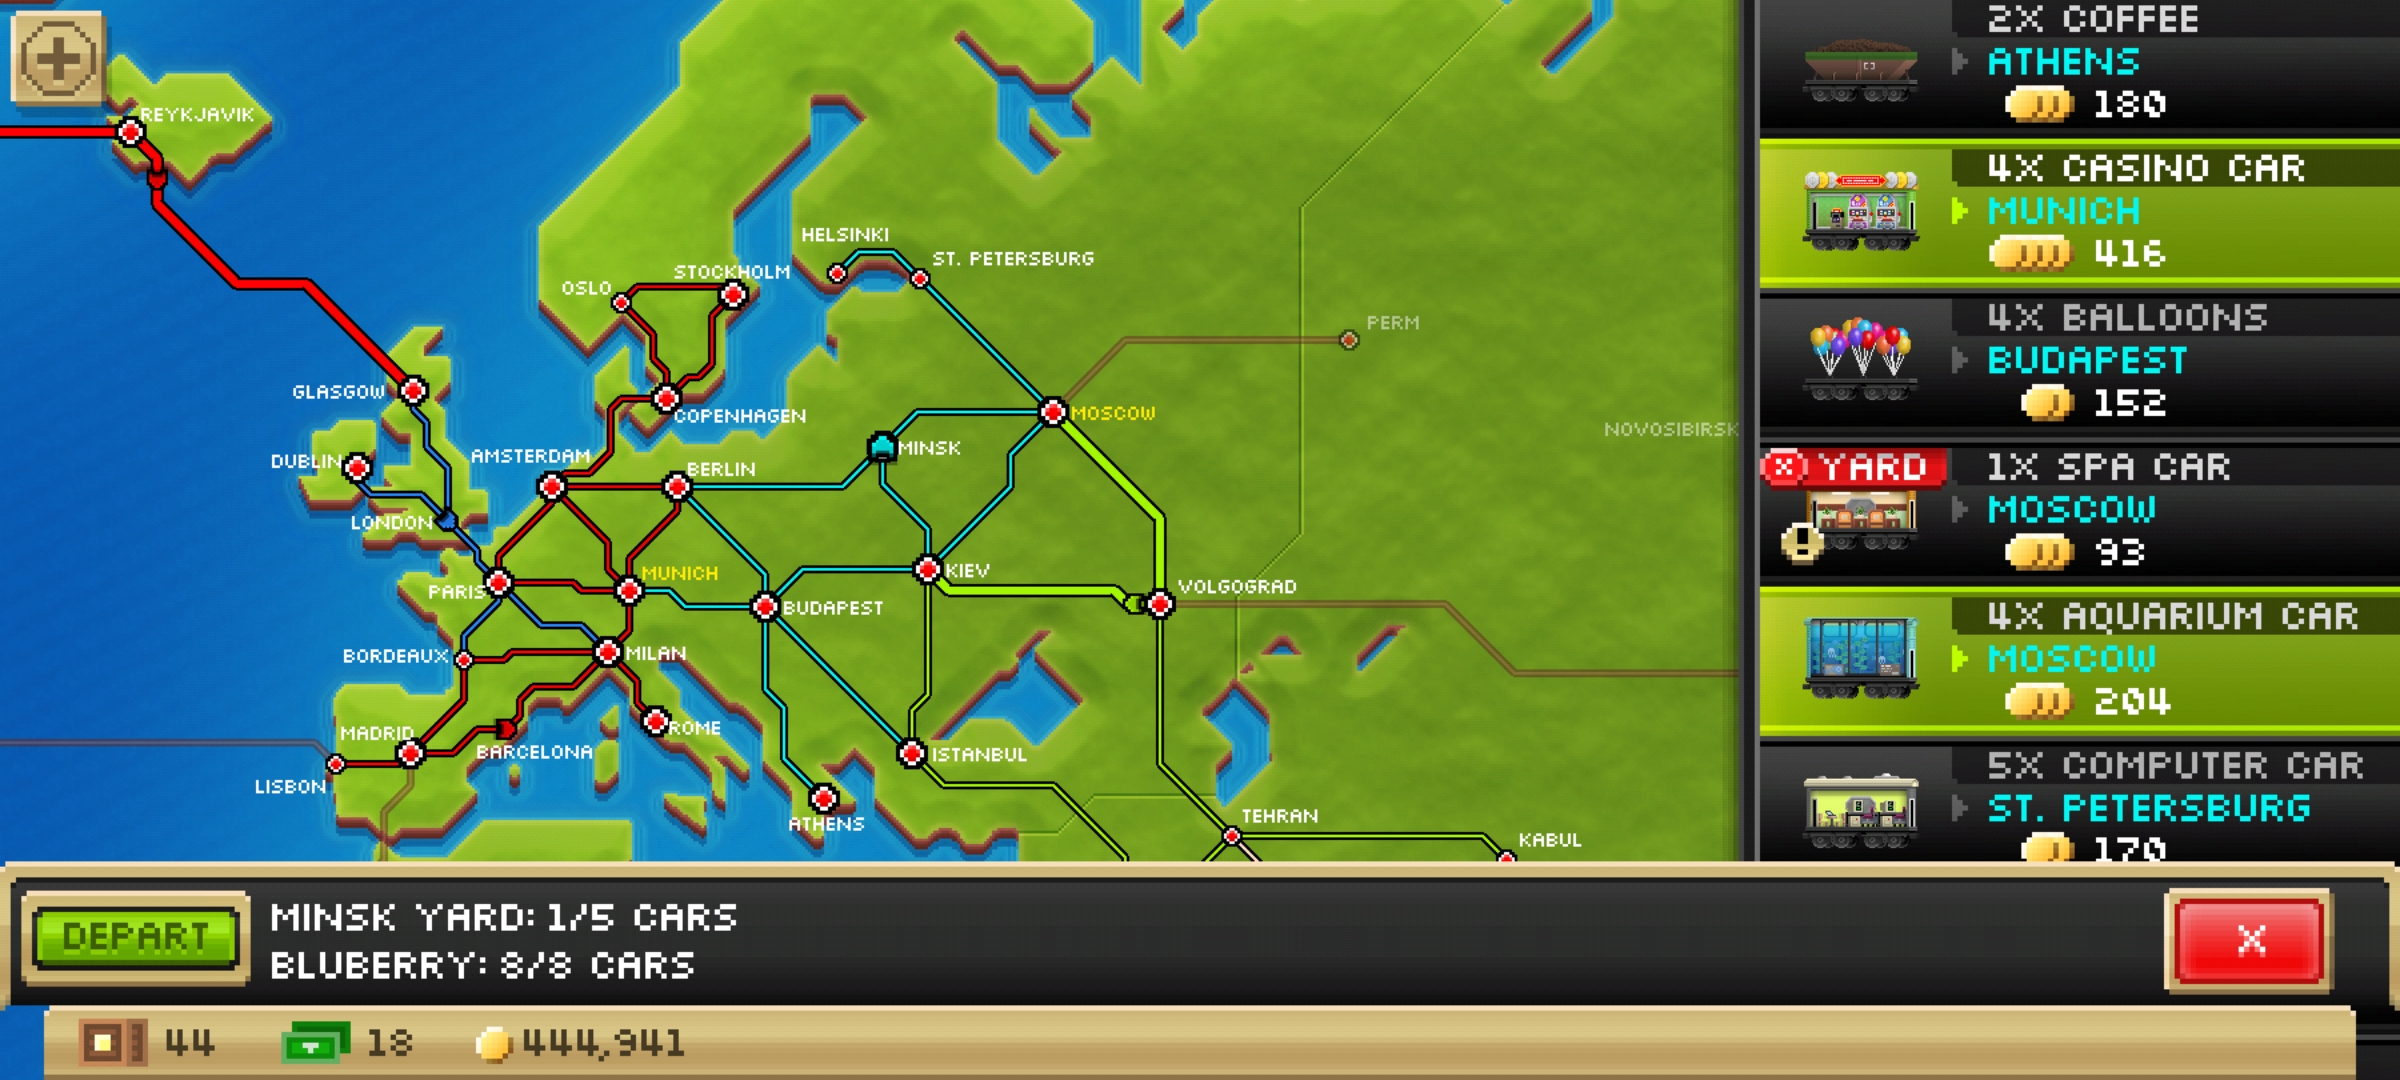 REYKJAVIK
HELSINKI
ST. PETERSBURG
STOCKHOLM
OSLO
PERM
GLASGOW
COPENHAGEN
MOSCOW
NOVOSIBIRSK
MINSK
AMSTERDAM
BERLIN
DUBLIN
LONDON
MUNICH
KIEV
PARIS
VOLGOGRAD
BUDAPEST
BORDEAUX
MILAN
MADRID
ROME
BARCELONA
ISTANBUL
LISBON
ATHENS
TEHRAN
KABUL
2X COFFEE
ATHENS
180
4X CASINO CAR
MUNICH
416
4X BALLOONS
BUDAPEST
152
X YARD
1X SPA CAR
MOSCOW
93
4X AQUARIUM CAR
MOSCOW
204
5X COMPUTER CAR
ST. PETERSBURG
170
DEPART
MINSK YARD: 1/5 CARS
BLUBERRY: 8/8 CARS
X
44
18
444,941